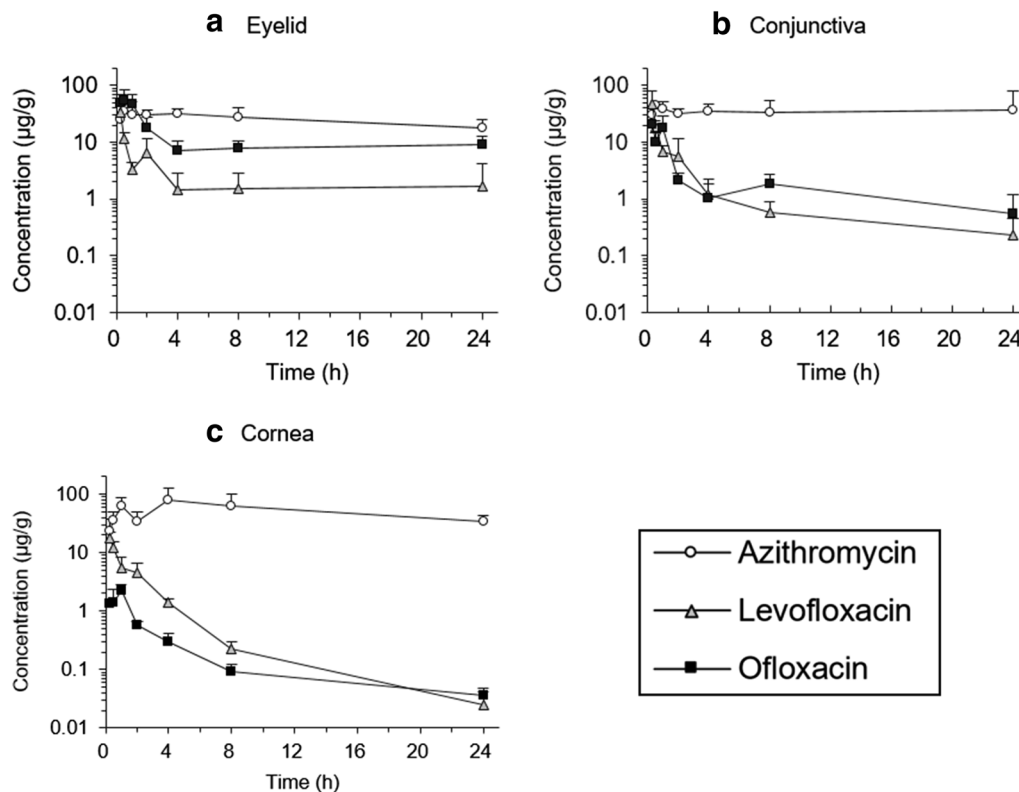 a Eyelid
Concentration (µg/g)
100
10
1
0.1
0.01
0 4 8 12 16 20 24
Time (h)
b Conjunctiva
Concentration (µg/g)
100
10
1
0.1
0.01
0 4 8 12 16 20 24
Time (h)
c Cornea
Concentration (µg/g)
100
10
1
0.1
0.01
0 4 8 12 16 20 24
Time (h)
Azithromycin
Levofloxacin
Ofloxacin